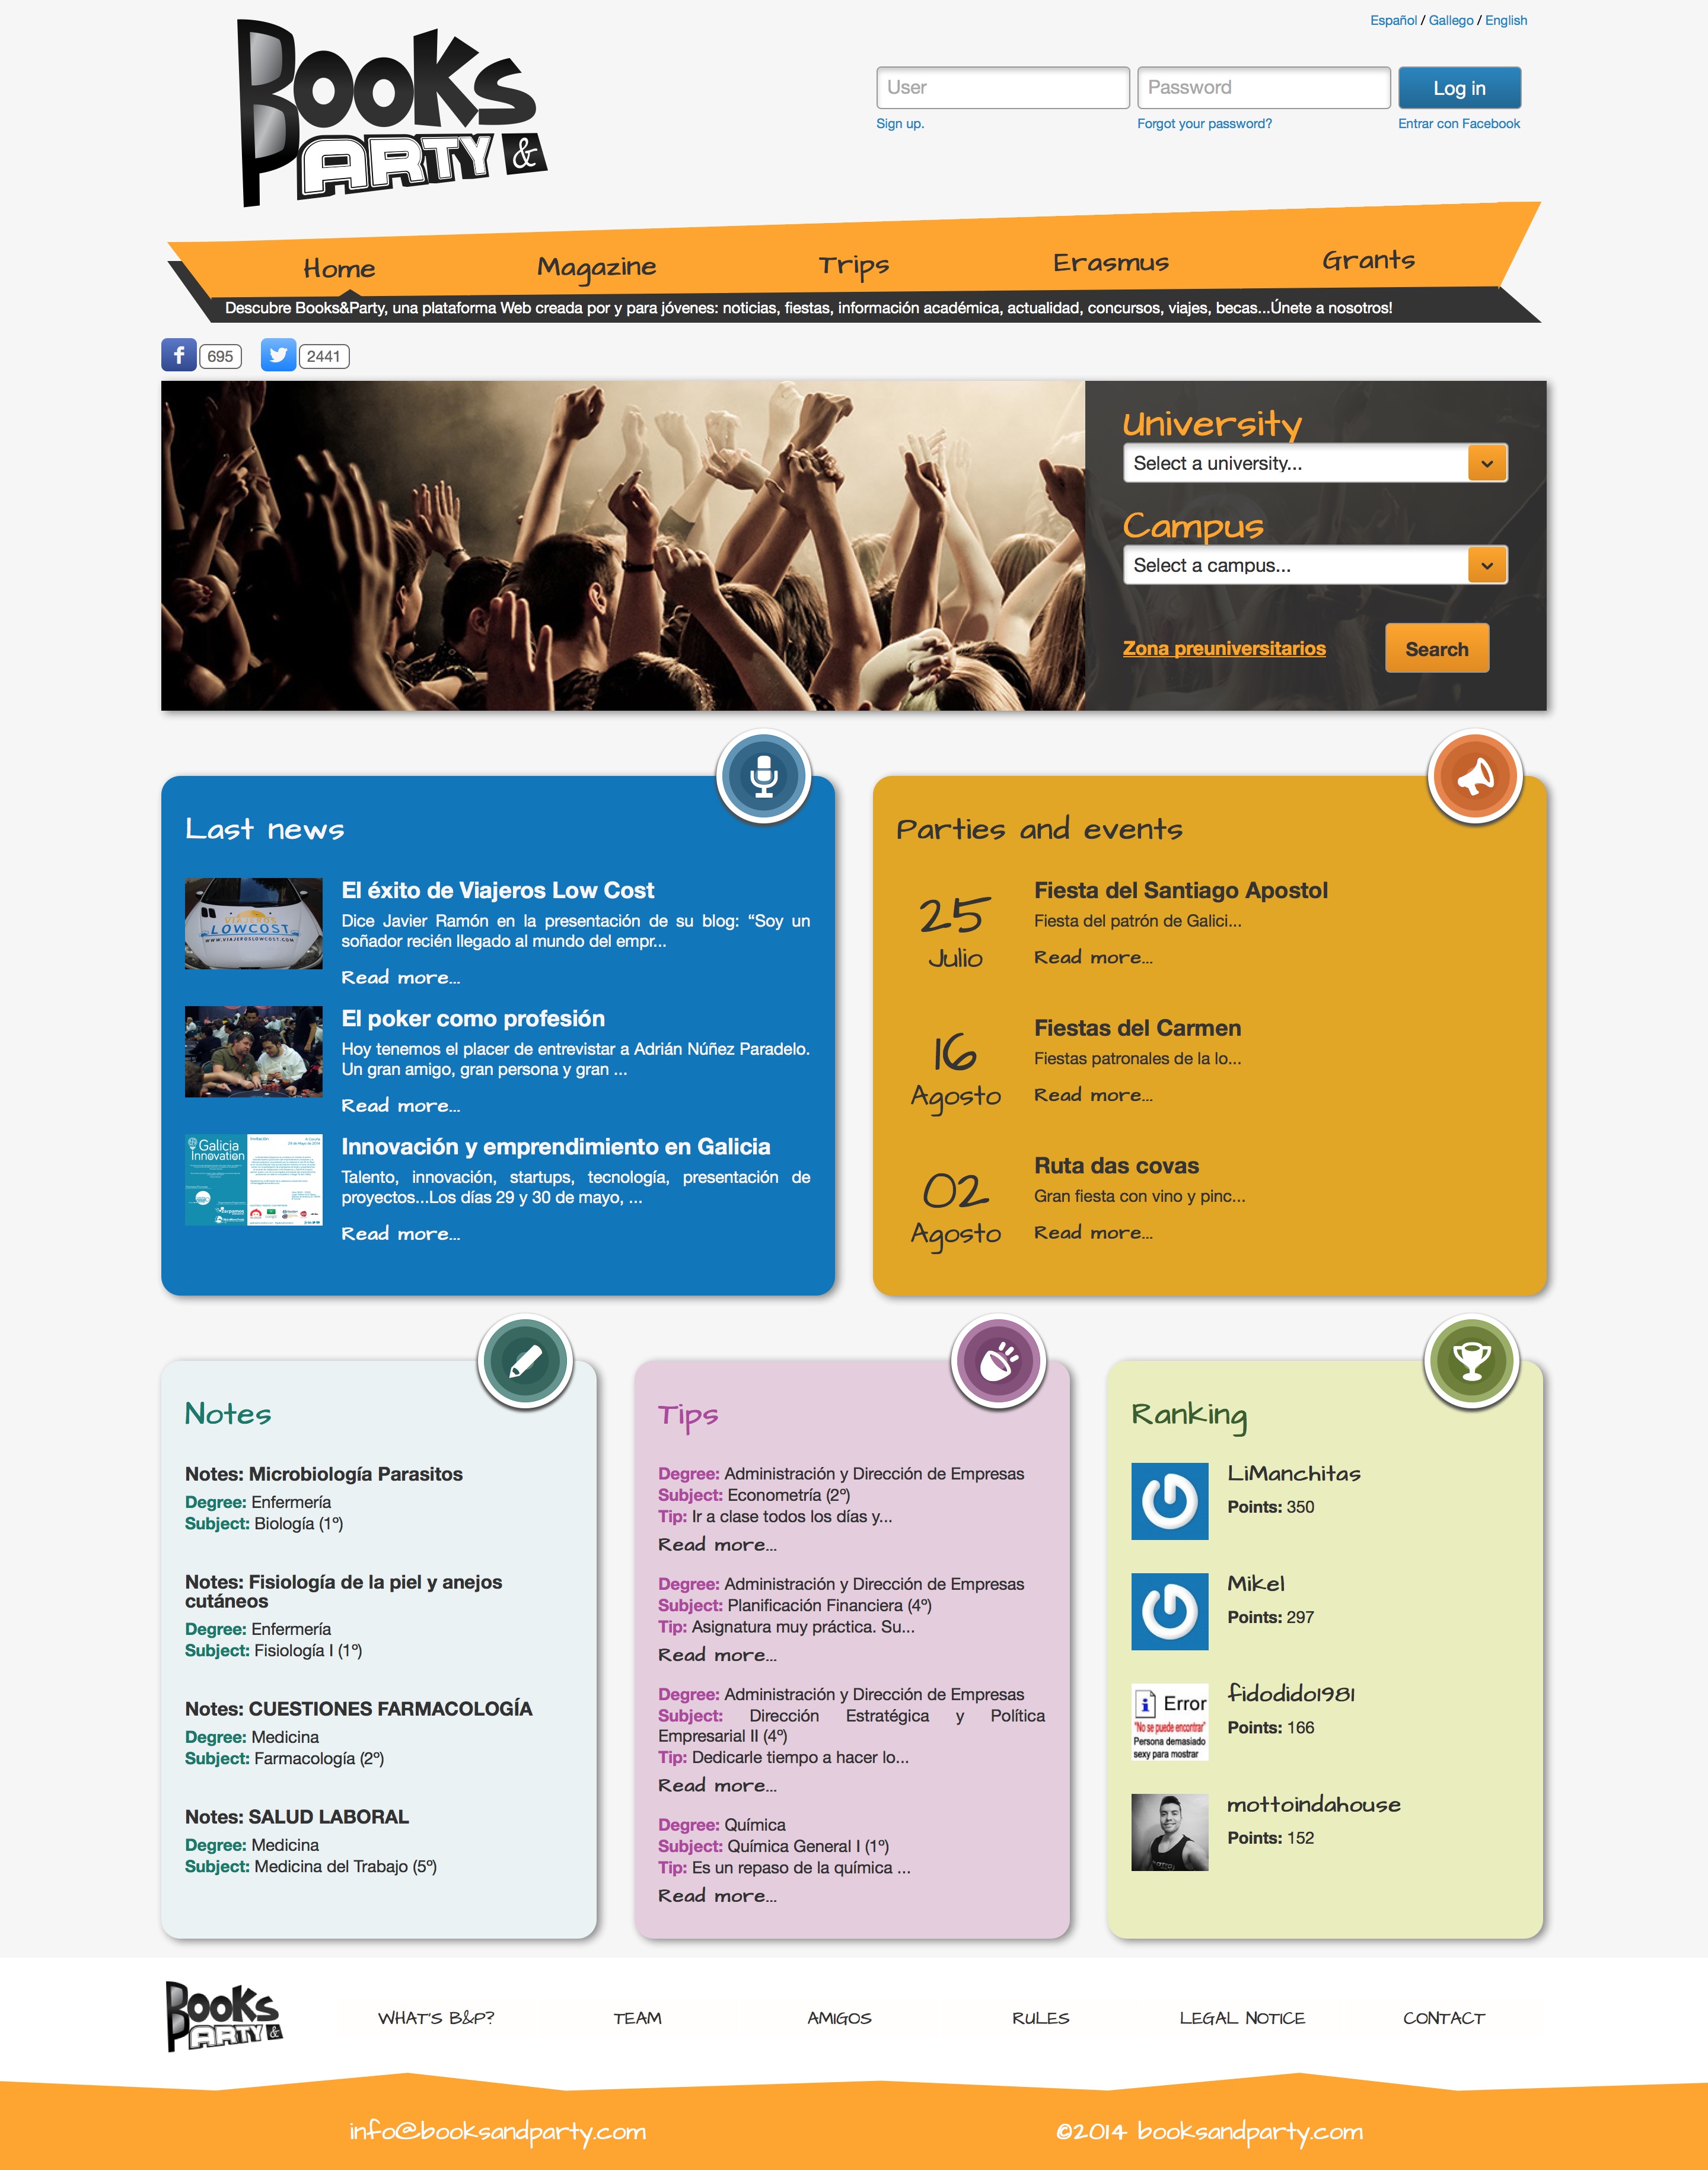 Español / Gallego / English
BOOKS
PARTY &
User
Password
Log in
Sign up.
Forgot your password?
Entrar con Facebook
Home
Magazine
Trips
Erasmus
Grants
Descubre Books&Party, una plataforma Web creada por y para jóvenes: noticias, fiestas, información académica, actualidad, concursos, viajes, becas...Únete a nosotros!
695
2441
University
Select a university...
Campus
Select a campus...
Zona preuniversitarios
Search
Last news
VIAJEROS
LOWCOST
WWW.VIAJEROSLOWCOST.COM
El éxito de Viajeros Low Cost
Dice Javier Ramón en la presentación de su blog: “Soy un
soñador recién llegado al mundo del empr...
Read more...
El poker como profesión
Hoy tenemos el placer de entrevistar a Adrián Núñez Paradelo.
Un gran amigo, gran persona y gran ...
Read more...
Galicia
Innovation
Innovación y emprendimiento en Galicia
Talento, innovación, startups, tecnología, presentación de
proyectos...Los días 29 y 30 de mayo, ...
Read more...
Parties and events
25
Julio
Fiesta del Santiago Apostol
Fiesta del patrón de Galici...
Read more...
16
Agosto
Fiestas del Carmen
Fiestas patronales de la lo...
Read more...
02
Agosto
Ruta das covas
Gran fiesta con vino y pinc...
Read more...
Notes
Notes: Microbiología Parasitos
Degree: Enfermería
Subject: Biología (1º)
Notes: Fisiología de la piel y anejos
cutáneos
Degree: Enfermería
Subject: Fisiología I (1º)
Notes: CUESTIONES FARMACOLOGÍA
Degree: Medicina
Subject: Farmacología (2º)
Notes: SALUD LABORAL
Degree: Medicina
Subject: Medicina del Trabajo (5º)
Tips
Degree: Administración y Dirección de Empresas
Subject: Econometría (2º)
Tip: Ir a clase todos los días y...
Read more...
Degree: Administración y Dirección de Empresas
Subject: Planificación Financiera (4º)
Tip: Asignatura muy práctica. Su...
Read more...
Degree: Administración y Dirección de Empresas
Subject: Dirección Estratégica y Política
Empresarial II (4º)
Tip: Dedicarle tiempo a hacer lo...
Read more...
Degree: Química
Subject: Química General I (1º)
Tip: Es un repaso de la química ...
Read more...
Ranking
LiManchitas
Points: 350
Mikel
Points: 297
Error
"No se puede encontrar"
Persona demasiado
sexy para mostrar
fidodido1981
Points: 166
mottoindahouse
Points: 152
BOOKS
PARTY &
WHAT'S B&P?
TEAM
AMIGOS
RULES
LEGAL NOTICE
CONTACT
info@booksandparty.com
©2014 booksandparty.com